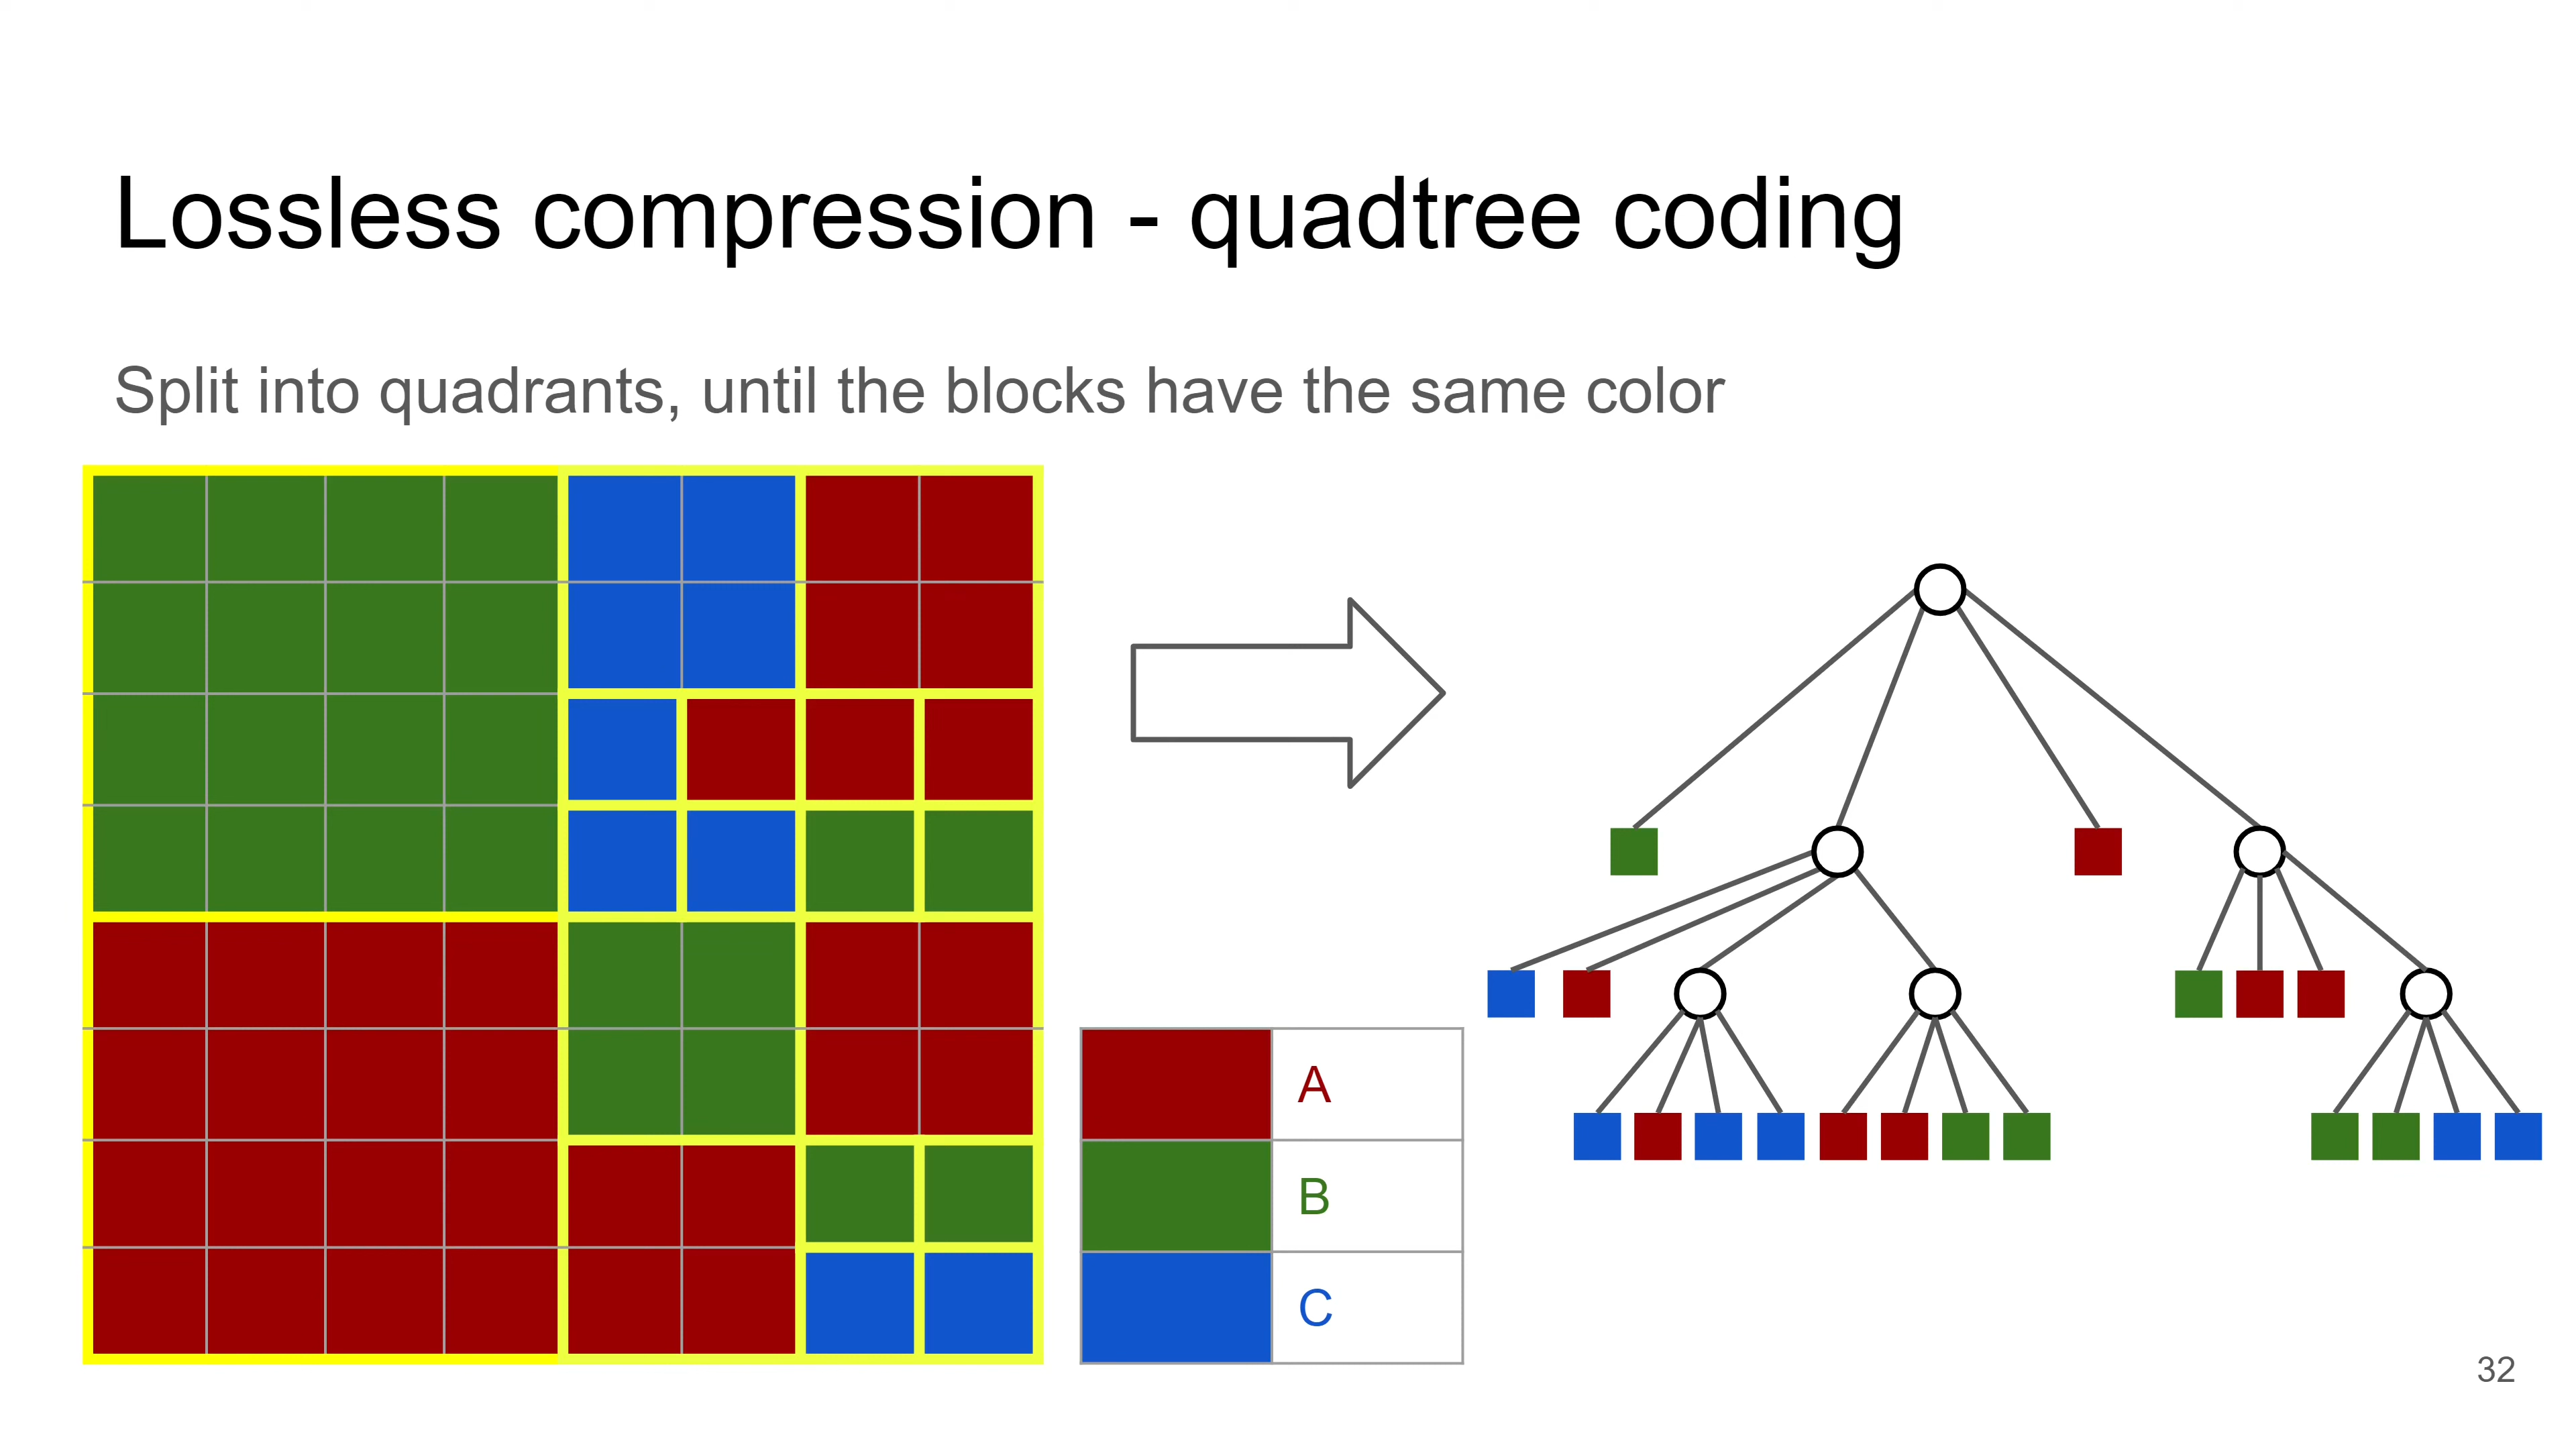 Lossless compression - quadtree coding
Split into quadrants, until the blocks have the same color
A
B
C
32